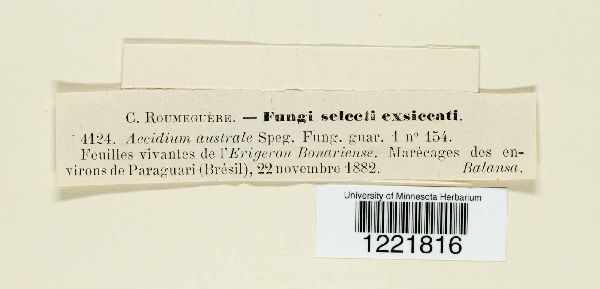 C. ROUMEGUÈRE. — Fungi selecti exsiccati.
4124. Aecidium australe Speg. Fung. guar. 1 nº 154.
Feuilles vivantes de l'Erigeron Bonariense. Marécages des en-
virons de Paraguari (Brésil), 22 novembre 1882. Balansa.
University of Minnesota Herbarium
1221816